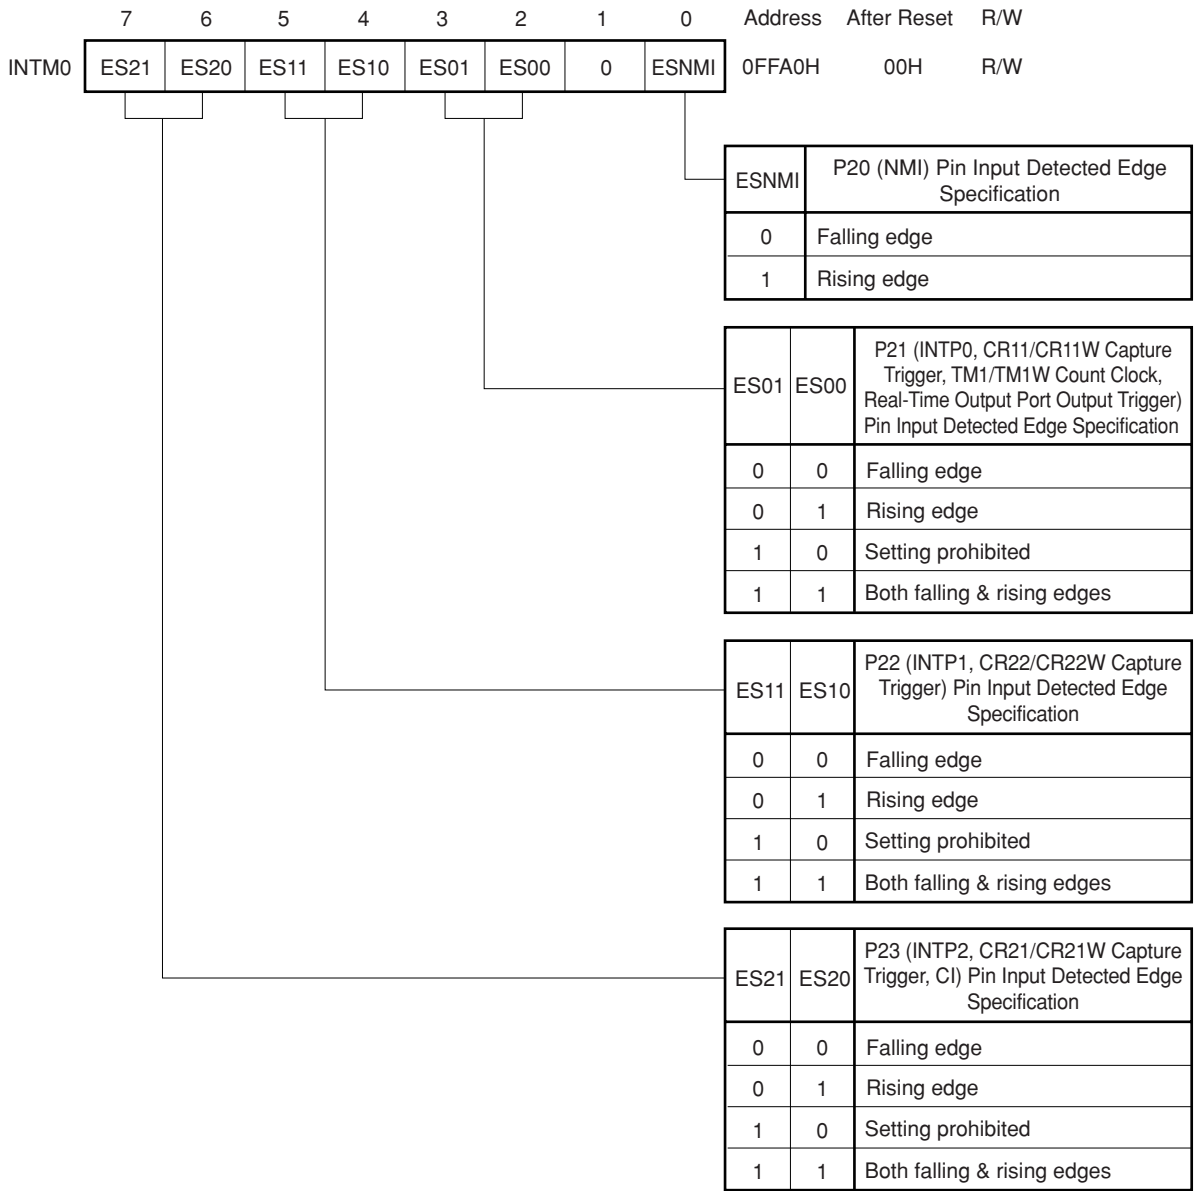 7 6 5 4 3 2 1 0 Address After Reset R/W
INTM0 ES21 ES20 ES11 ES10 ES01 ES00 0 ESNMI 0FFA0H 00H R/W
ESNMI P20 (NMI) Pin Input Detected Edge
Specification
0 Falling edge
1 Rising edge
ES01 ES00 P21 (INTP0, CR11/CR11W Capture
Trigger, TM1/TM1W Count Clock,
Real-Time Output Port Output Trigger)
Pin Input Detected Edge Specification
0 0 Falling edge
0 1 Rising edge
1 0 Setting prohibited
1 1 Both falling & rising edges
ES11 ES10 P22 (INTP1, CR22/CR22W Capture
Trigger) Pin Input Detected Edge
Specification
0 0 Falling edge
0 1 Rising edge
1 0 Setting prohibited
1 1 Both falling & rising edges
ES21 ES20 P23 (INTP2, CR21/CR21W Capture
Trigger, CI) Pin Input Detected Edge
Specification
0 0 Falling edge
0 1 Rising edge
1 0 Setting prohibited
1 1 Both falling & rising edges